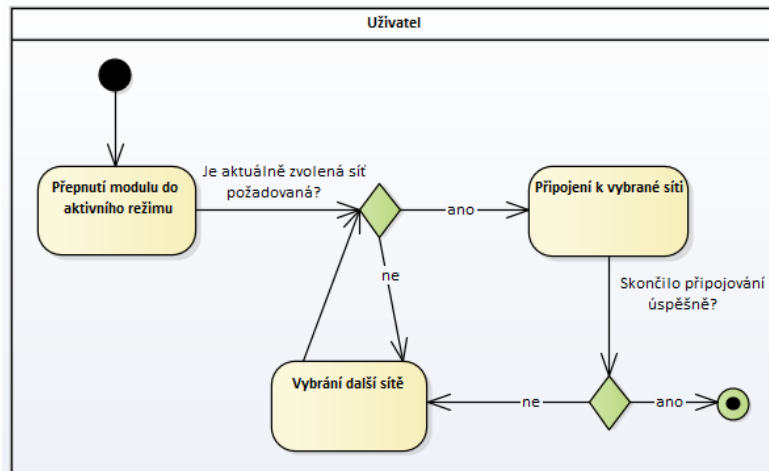 Uživatel
Přepnutí modulu do
aktivního režimu
Je aktuálně zvolená síť
požadovaná?
ano
Připojení k vybrané síti
ne
Skončilo připojování
úspěšně?
Vybrání další sítě
ne
ano